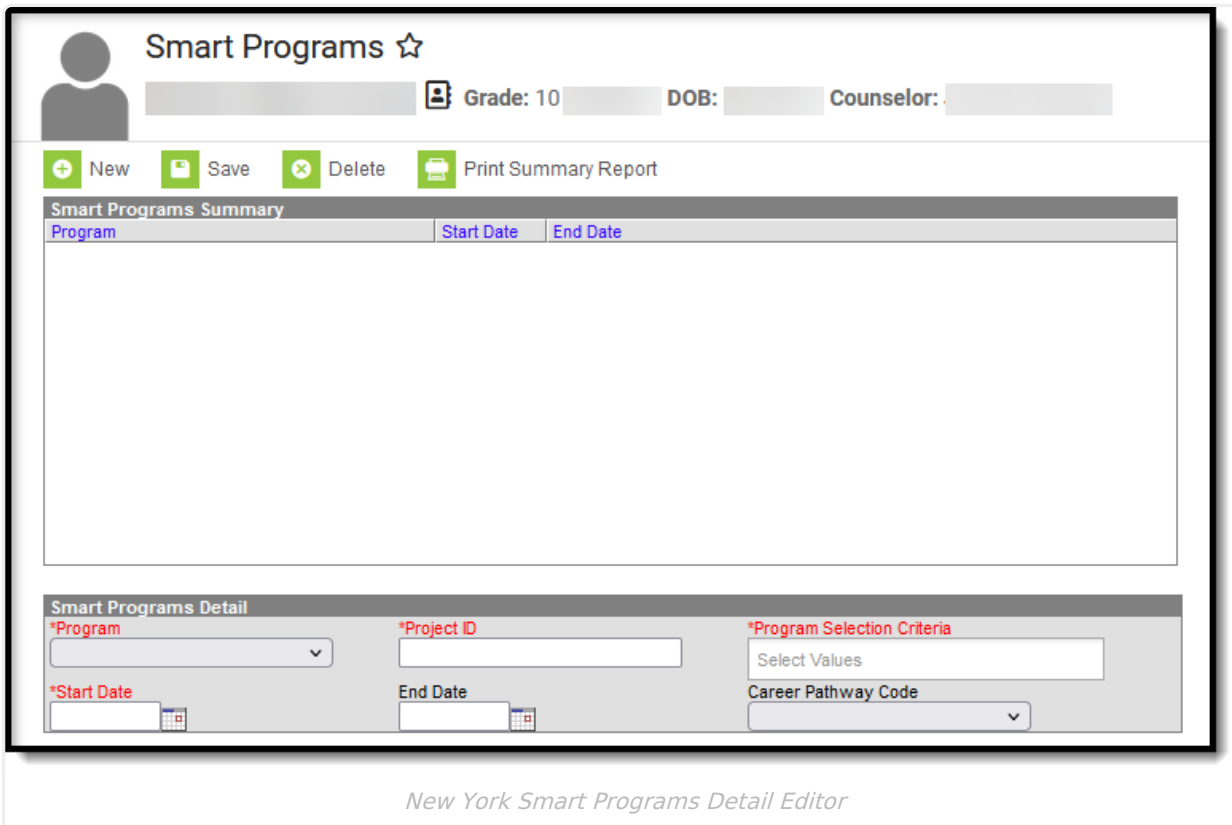 Smart Programs
Grade: 10 DOB: Counselor:
New Save Delete Print Summary Report
Smart Programs Summary
Program Start Date End Date
Smart Programs Detail
*Program *Project ID *Program Selection Criteria
Select Values
*Start Date End Date Career Pathway Code
New York Smart Programs Detail Editor